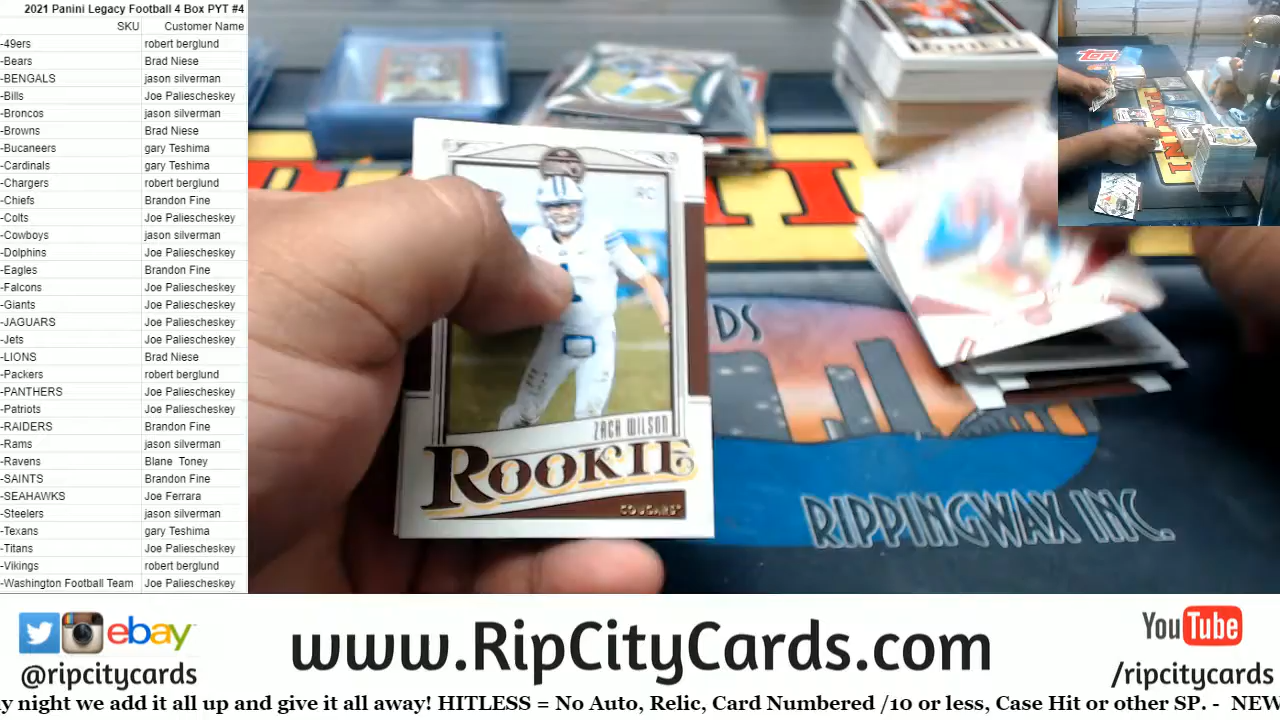 2021 Panini Legacy Football 4 Box PYT #4
SKU Customer Name
-49ers robert berglund
-Bears Brad Niese
-BENGALS jason silverman
-Bills Joe Paliescheskey
-Broncos jason silverman
-Browns Brad Niese
-Bucaneers gary Teshima
-Cardinals gary Teshima
-Chargers robert berglund
-Chiefs Brandon Fine
-Colts Joe Paliescheskey
-Cowboys jason silverman
-Dolphins Joe Paliescheskey
-Eagles Brandon Fine
-Falcons Joe Paliescheskey
-Giants Joe Paliescheskey
-JAGUARS Joe Paliescheskey
-Jets Joe Paliescheskey
-LIONS Brad Niese
-Packers robert berglund
-PANTHERS Joe Paliescheskey
-Patriots Joe Paliescheskey
-RAIDERS Brandon Fine
-Rams jason silverman
-Ravens Blane Toney
-SAINTS Brandon Fine
-SEAHAWKS Joe Ferrara
-Steelers jason silverman
-Texans gary Teshima
-Titans Joe Paliescheskey
-Vikings robert berglund
-Washington Football Team Joe Paliescheskey
RC
ZACH WILSON
ROOKIE
COUGARS
ROOKIE
DS
RIPPINGWAX INC.
PANINI
ebay
@ripcitycards
www.RipCityCards.com
YouTube
/ripcitycards
y night we add it all up and give it all away! HITLESS = No Auto, Relic, Card Numbered /10 or less, Case Hit or other SP. - NEW